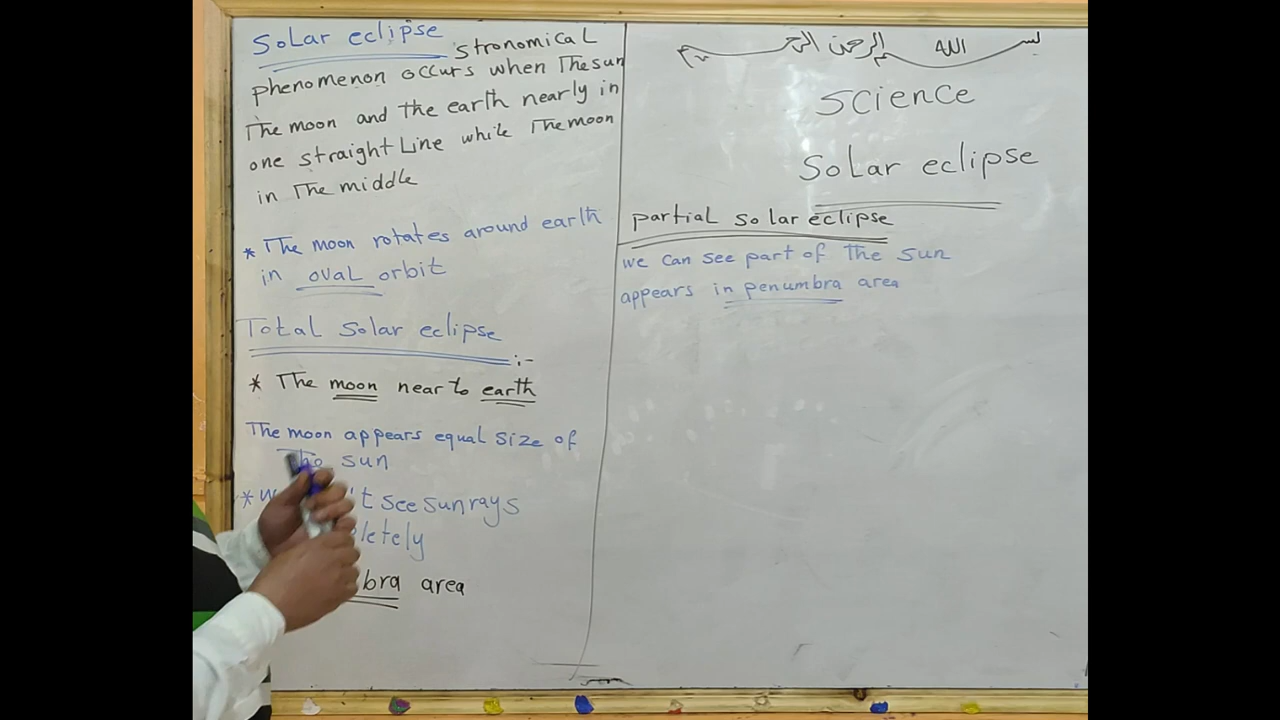 بسم الله الرحمن الرحيم
Science
Solar eclipse
Solar eclipse stronomical
phenomenon occurs when The sun
The moon and the earth nearly in
one straight Line while The moon
in The middle
* The moon rotates around earth
in oval orbit
Total Solar eclipse :-
* The moon near to earth
The moon appears equal size of
The sun
* see sun rays
area
partial solar eclipse
we can see part of The sun
appears in penumbra area